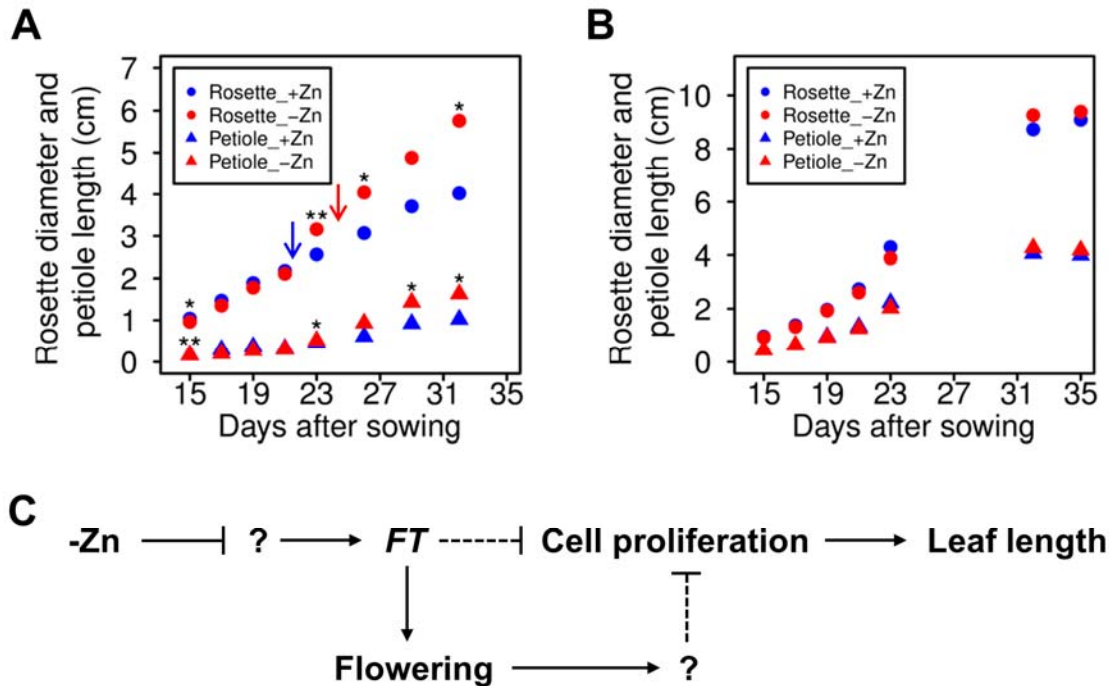 A
Rosette diameter and
petiole length (cm)
7
6
5
4
3
2
1
0
Rosette_+Zn
Rosette_−Zn
Petiole_+Zn
Petiole_−Zn
*
**
**
*
*
*
*
*
15 19 23 27 31 35
Days after sowing
B
Rosette diameter and
petiole length (cm)
10
8
6
4
2
0
Rosette_+Zn
Rosette_−Zn
Petiole_+Zn
Petiole_−Zn
15 19 23 27 31 35
Days after sowing
C
-Zn ? FT Cell proliferation Leaf length
Flowering ?